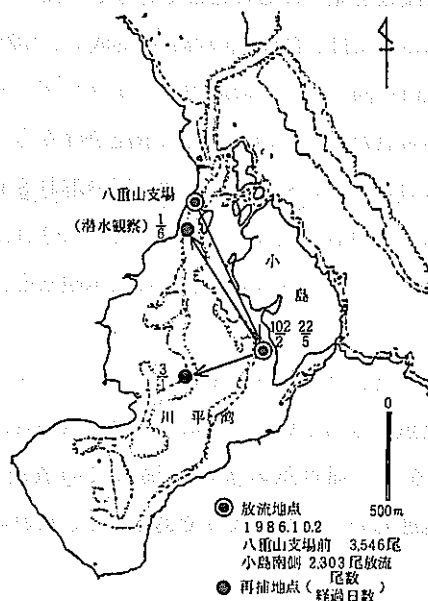 八重山支場
(潜水観察) 1/6
小
島
102/2 22/5
3/1
川平湾
0
500m
放流地点
1986.10.2
八重山支場前 3,546尾
小島南側 2,303尾放流
再捕地点(尾数/経過日数)